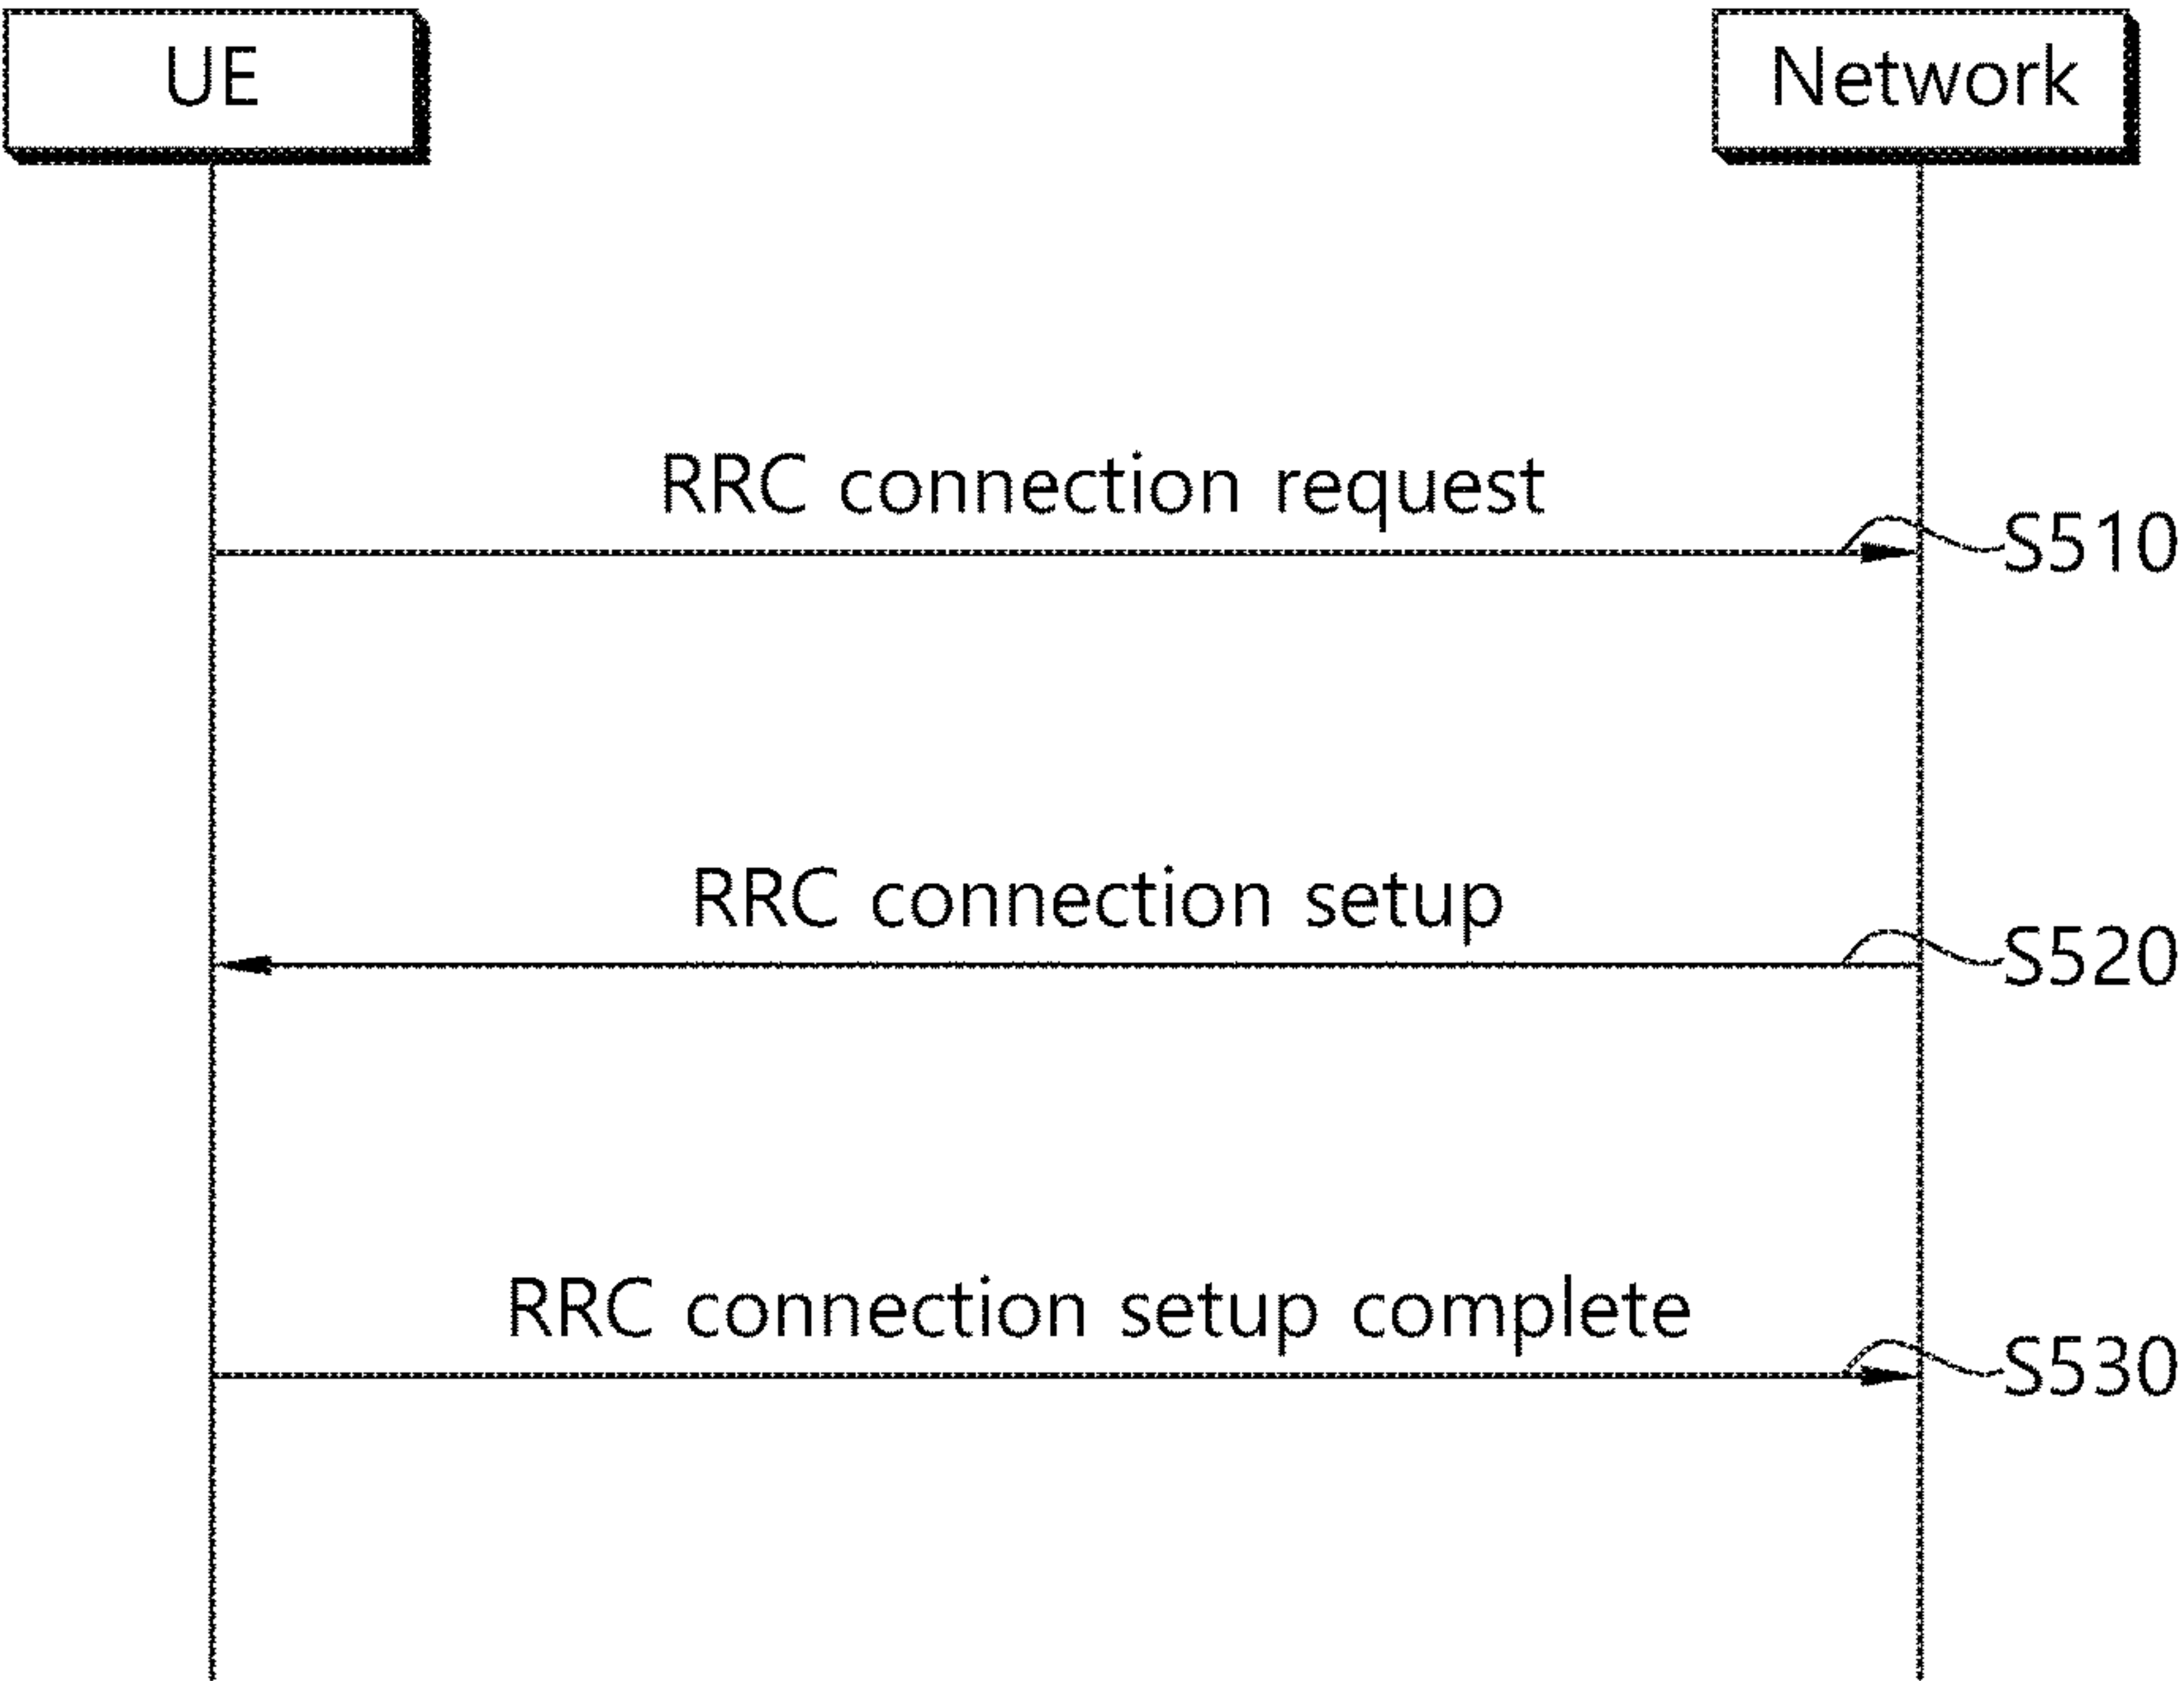 UE
Network
RRC connection request
S510
RRC connection setup
S520
RRC connection setup complete
S530